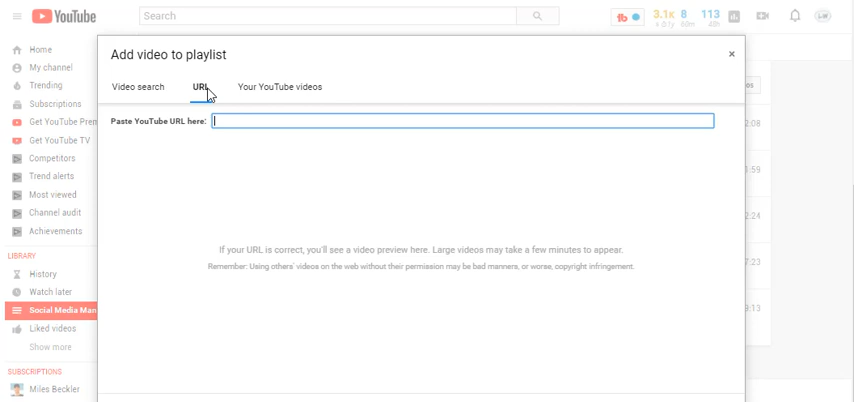 YouTube
Search
tb
3.1K 8 113
60m 48h
Home
My channel
Trending
Subscriptions
Get YouTube Prem
Get YouTube TV
Competitors
Trend alerts
Most viewed
Channel audit
Achievements
LIBRARY
History
Watch later
Social Media Man
Liked videos
Show more
SUBSCRIPTIONS
Miles Beckler
Add video to playlist
×
Video search
URL
Your YouTube videos
Paste YouTube URL here:
If your URL is correct, you'll see a video preview here. Large videos may take a few minutes to appear.
Remember: Using others' videos on the web without their permission may be bad manners, or worse, copyright infringement.
os
2:08
:59
2:24
7:23
9:13